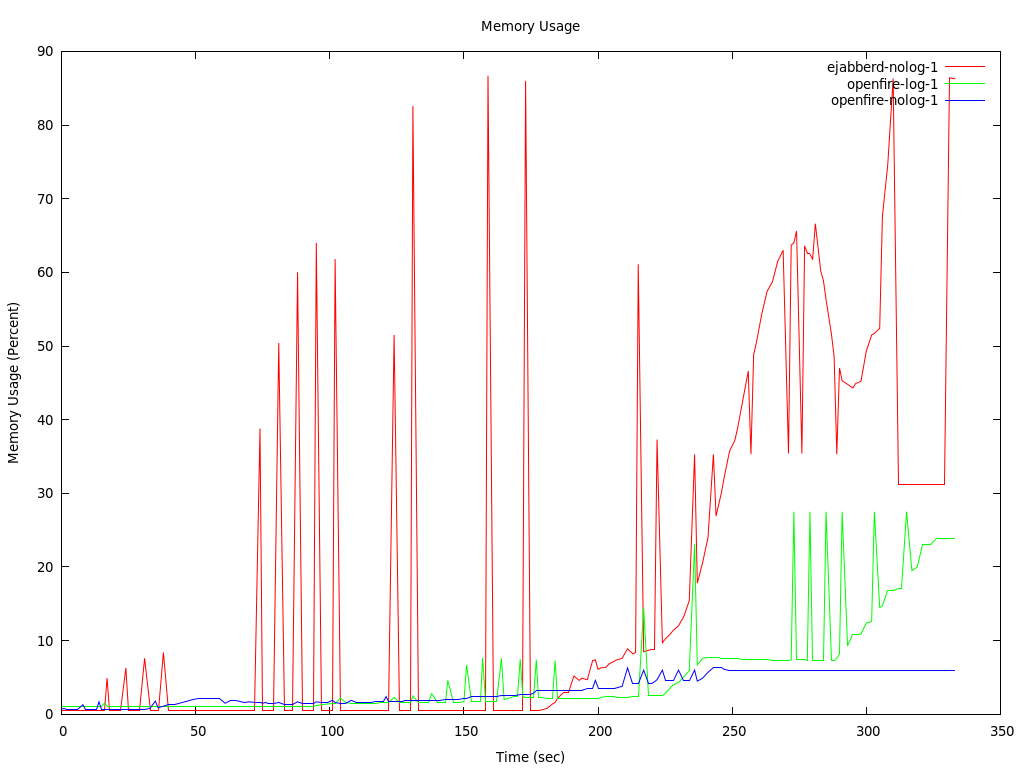 Memory Usage
ejabberd-nolog-1
openfire-log-1
openfire-nolog-1
90
80
70
60
50
40
30
20
10
0
Memory Usage (Percent)
0 50 100 150 200 250 300 350
Time (sec)